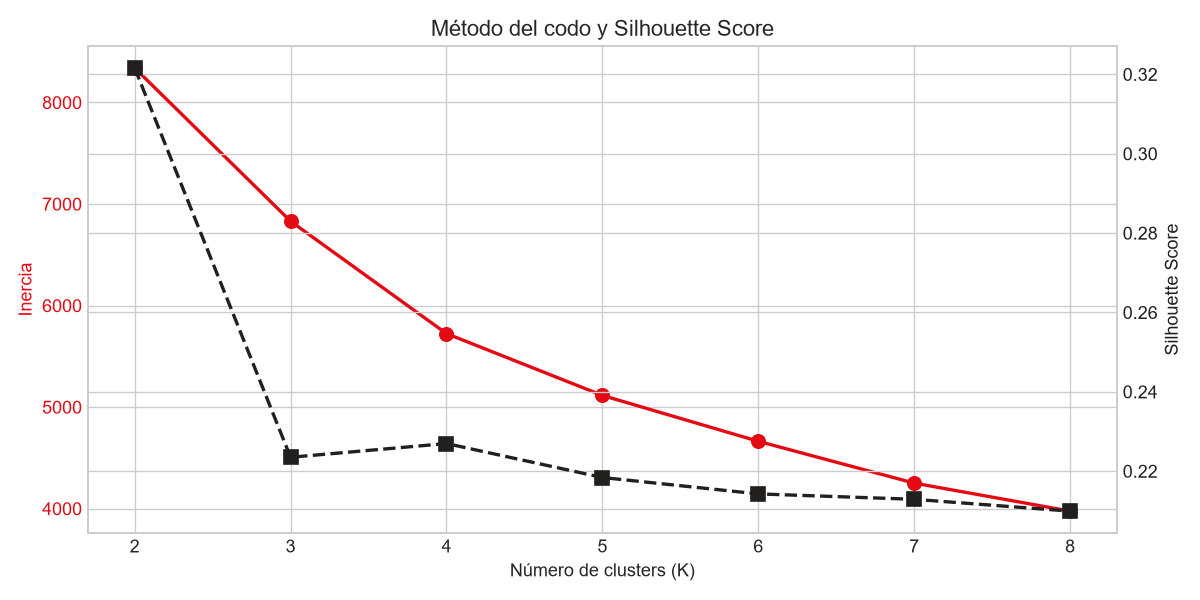 Método del codo y Silhouette Score
8000
7000
6000
5000
4000
Inercia
0.32
0.30
0.28
0.26
0.24
0.22
Silhouette Score
2 3 4 5 6 7 8
Número de clusters (K)